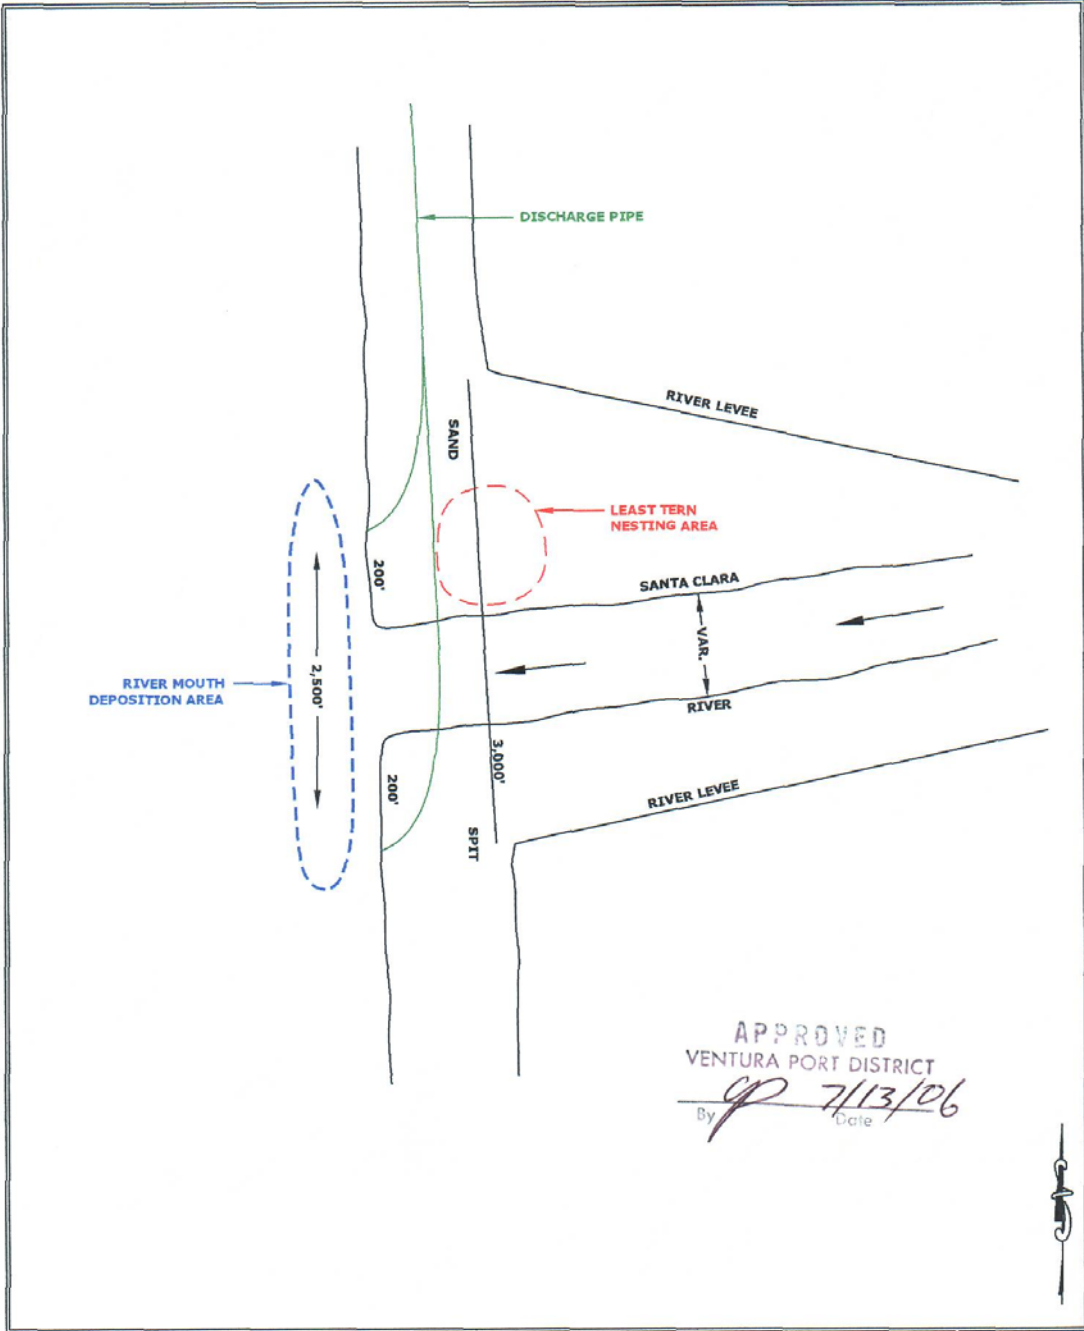 DISCHARGE PIPE
RIVER LEVEE
SAND
LEAST TERN
NESTING AREA
200'
SANTA CLARA
VAR.
RIVER MOUTH
DEPOSITION AREA
2,500'
RIVER
3,000'
200'
RIVER LEVEE
SPIT
APPROVED
VENTURA PORT DISTRICT
7/13/06
By
Date